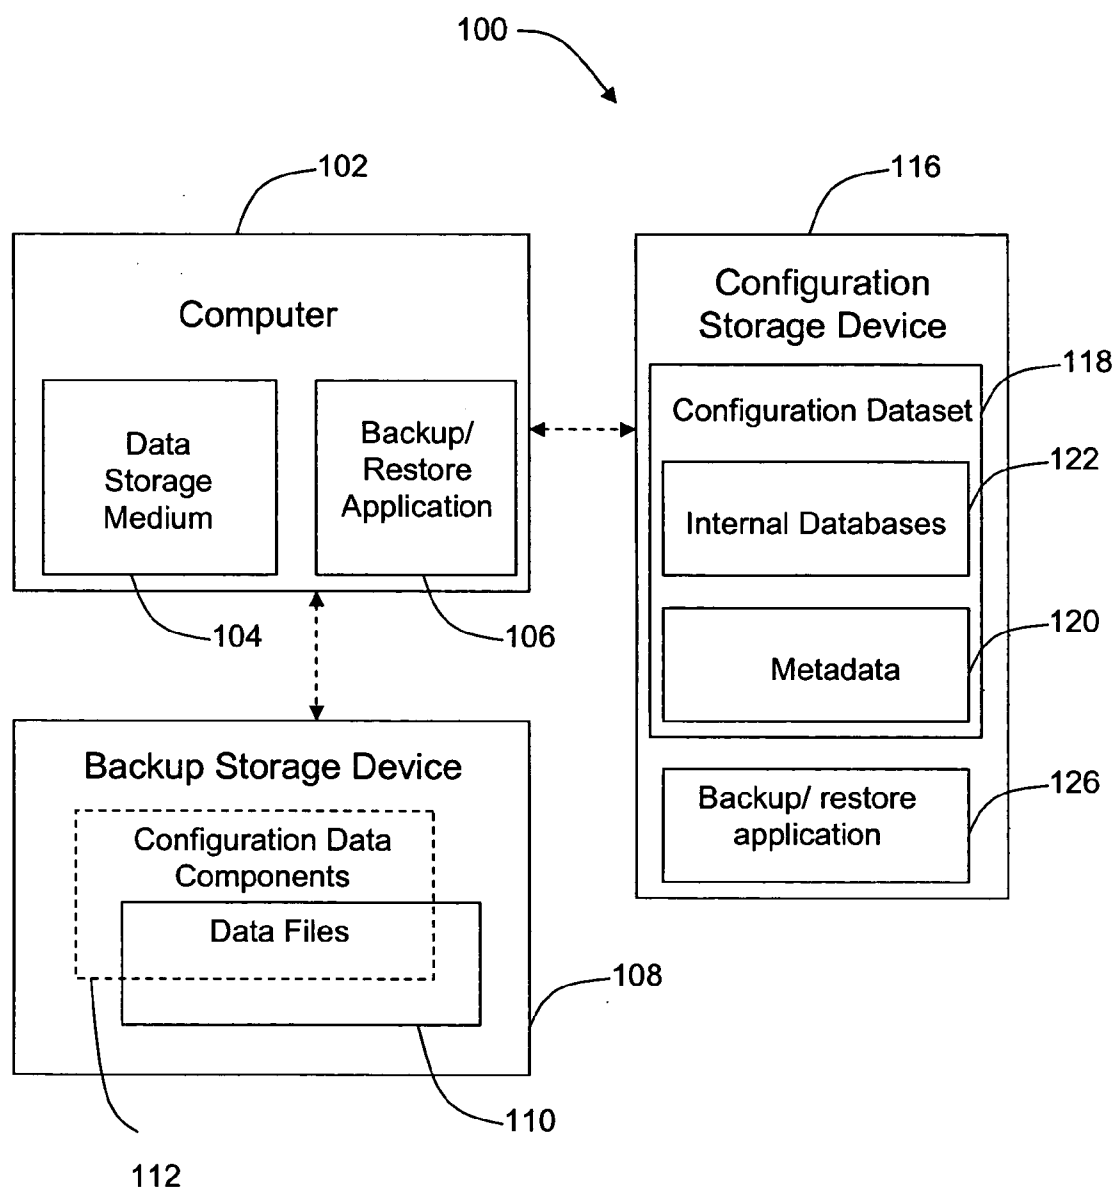 100
102
116
Computer
Configuration
Storage Device
118
Configuration Dataset
Data
Storage
Medium
Backup/
Restore
Application
122
Internal Databases
104
106
120
Metadata
Backup Storage Device
Backup/ restore
application
126
Configuration Data
Components
Data Files
108
110
112